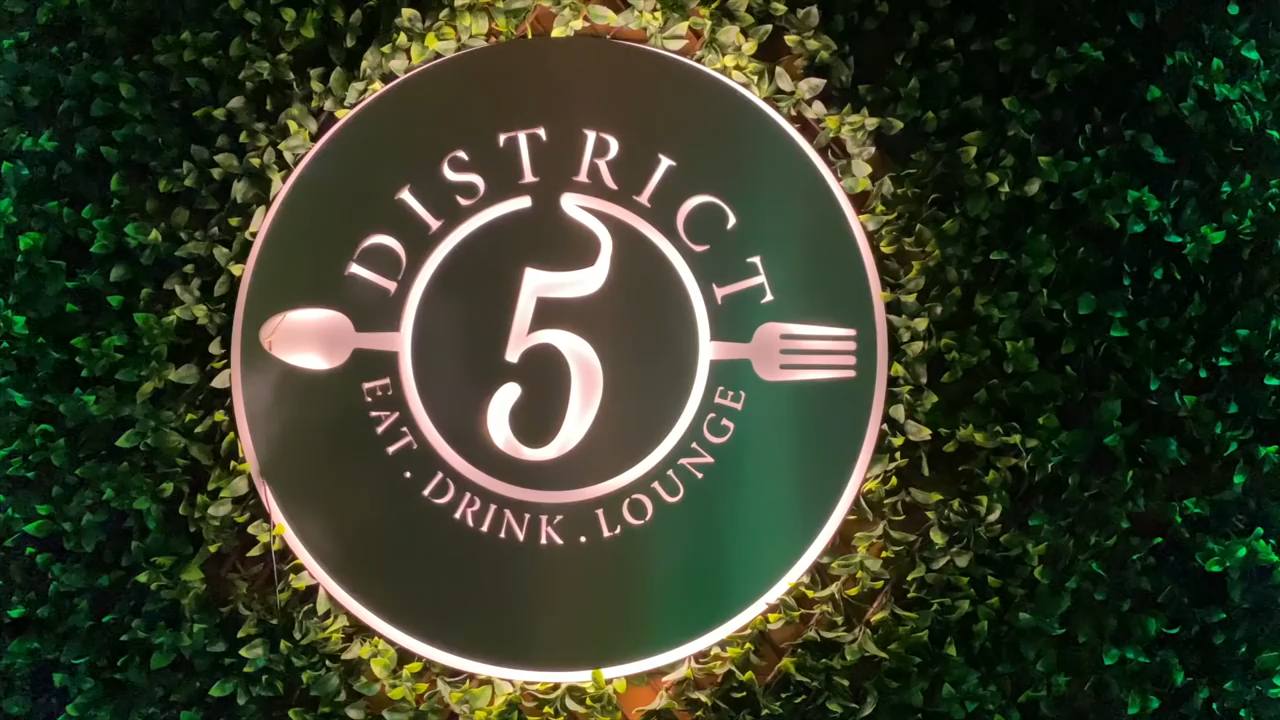 DISTRICT
5
EAT . DRINK . LOUNGE